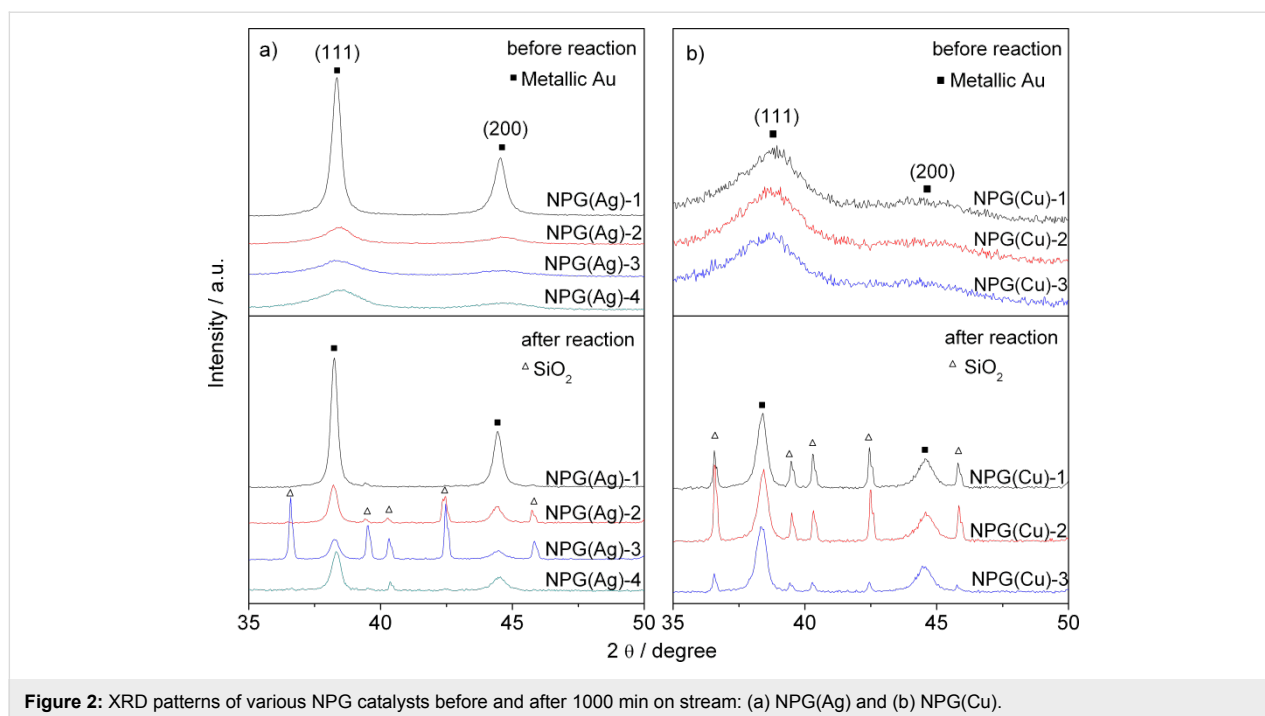 a)
(111)
before reaction
■ Metallic Au
(200)
NPG(Ag)-1
NPG(Ag)-2
NPG(Ag)-3
NPG(Ag)-4
after reaction
△ SiO₂
NPG(Ag)-1
NPG(Ag)-2
NPG(Ag)-3
NPG(Ag)-4
b)
before reaction
■ Metallic Au
(111)
(200)
NPG(Cu)-1
NPG(Cu)-2
NPG(Cu)-3
after reaction
△ SiO₂
NPG(Cu)-1
NPG(Cu)-2
NPG(Cu)-3
Intensity / a.u.
35 40 45 50 35 40 45 50
2 θ / degree
Figure 2: XRD patterns of various NPG catalysts before and after 1000 min on stream: (a) NPG(Ag) and (b) NPG(Cu).